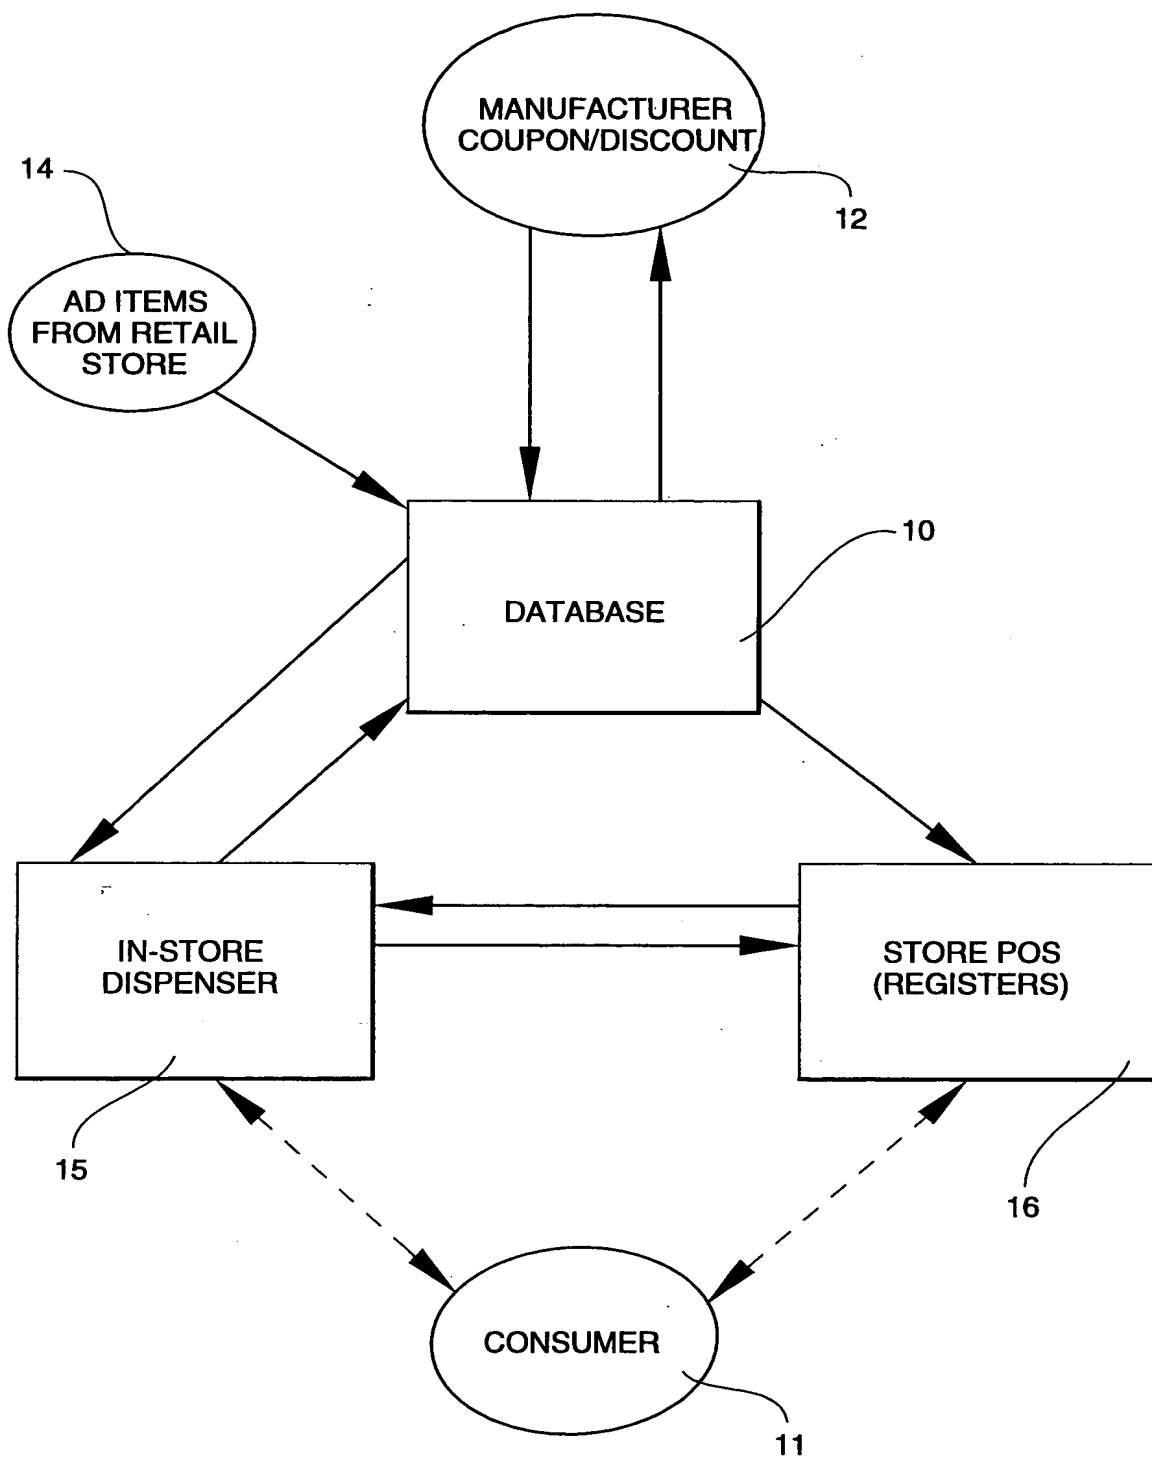 MANUFACTURER
COUPON/DISCOUNT
12
14
AD ITEMS
FROM RETAIL
STORE
10
DATABASE
IN-STORE
DISPENSER
15
STORE POS
(REGISTERS)
16
CONSUMER
11